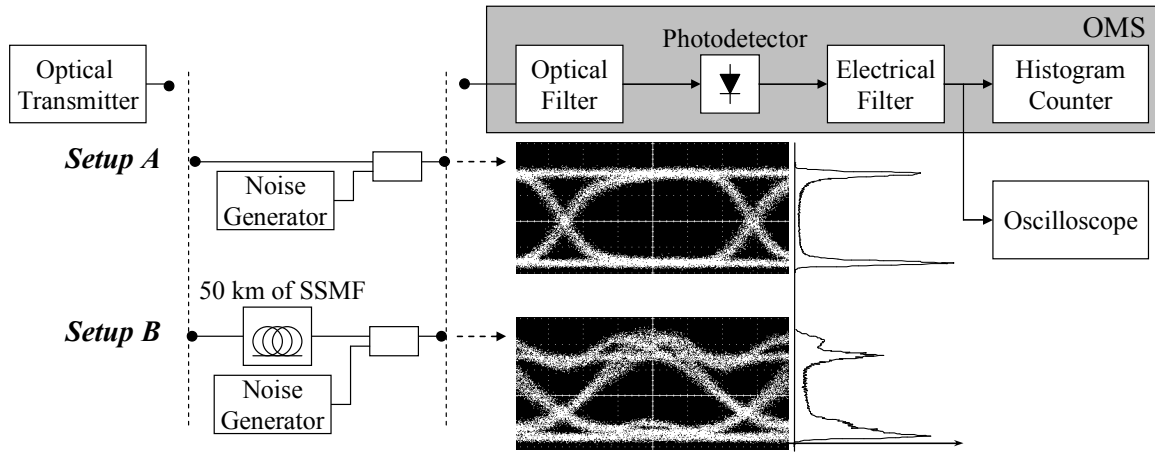 OMS
Optical
Transmitter
Optical
Filter
Photodetector
Electrical
Filter
Histogram
Counter
Setup A
Noise
Generator
Oscilloscope
50 km of SSMF
Setup B
Noise
Generator